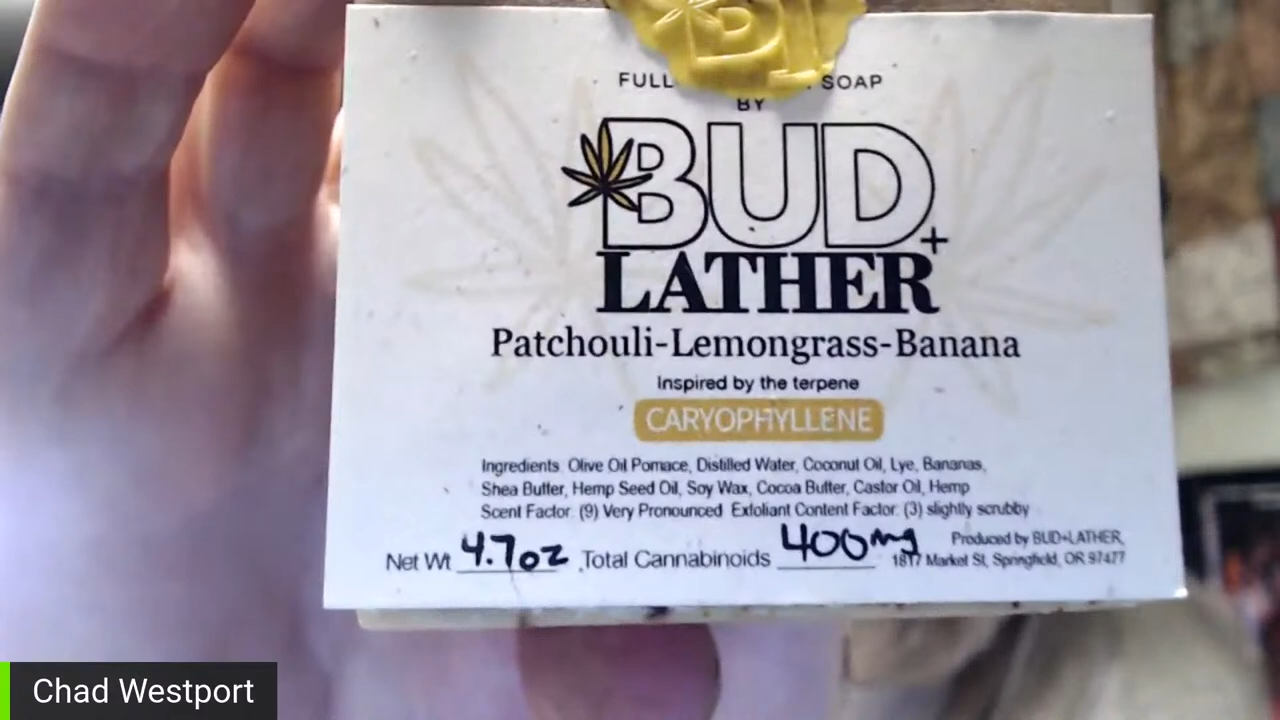 FULL SOAP
BY
BUD
+
LATHER
Patchouli-Lemongrass-Banana
Inspired by the terpene
CARYOPHYLLENE
Ingredients: Olive Oil Pomace, Distilled Water, Coconut Oil, Lye, Bananas,
Shea Butter, Hemp Seed Oil, Soy Wax, Cocoa Butter, Castor Oil, Hemp
Scent Factor: (9) Very Pronounced Exfoliant Content Factor: (3) slightly scrubby
Net Wt 4.7oz Total Cannabinoids 400mg
Produced by BUD+LATHER,
1817 Market St, Springfield, OR 97477
Chad Westport